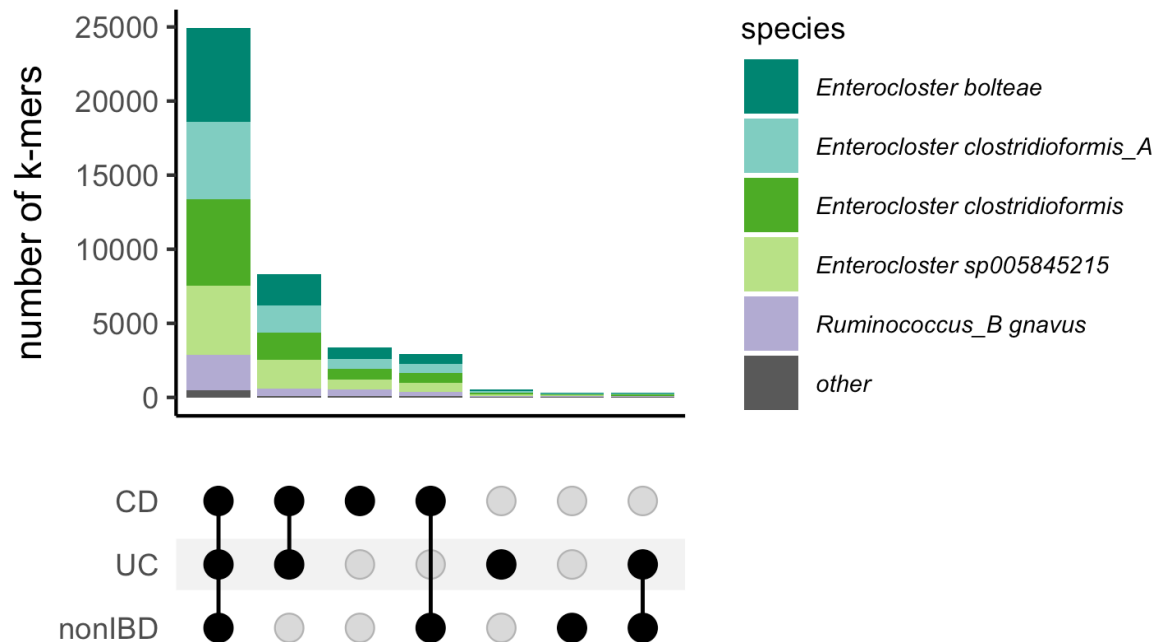 25000
20000
15000
10000
5000
0
number of k-mers
species
Enterocloster bolteae
Enterocloster clostridioformis_A
Enterocloster clostridioformis
Enterocloster sp005845215
Ruminococcus_B gnavus
other
CD
UC
nonIBD